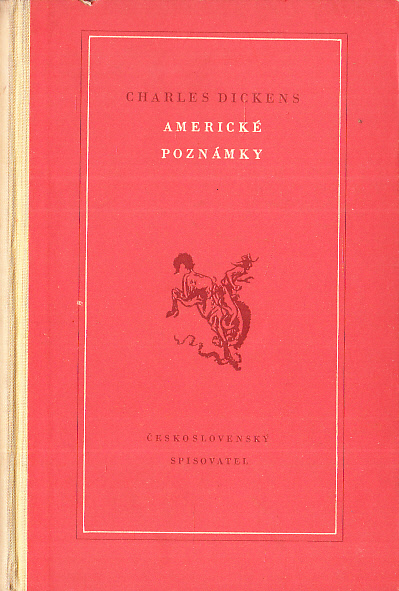 CHARLES DICKENS
AMERICKÉ
POZNÁMKY
ČESKOSLOVENSKÝ
SPISOVATEL